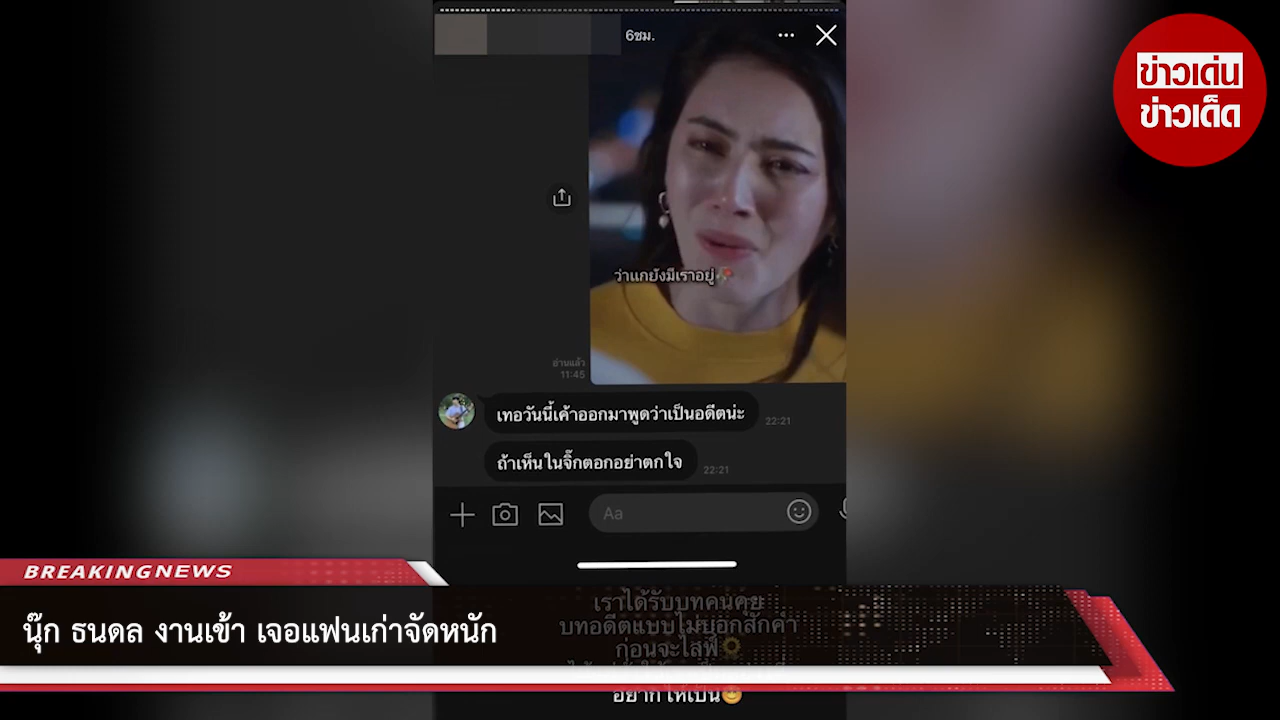 6ชม.
ข่าวเด่น
ข่าวเด็ด
ว่าแกยังมีเราอยู่🥀
อ่านแล้ว
11:45
เทอวันนี้เค้าออกมาพูดว่าเป็นอดีตน่ะ
22:21
ถ้าเห็นในจิ๊กตอกอย่าตกใจ
22:21
Aa
BREAKINGNEWS
เราได้รับบทคนคุย
บทอดีตแบบไม่บอกสักคำ
ก่อนจะไลฟ์🌻
นุ๊ก ธนดล งานเข้า เจอแฟนเก่าจัดหนัก
อยากให้เป็น😊